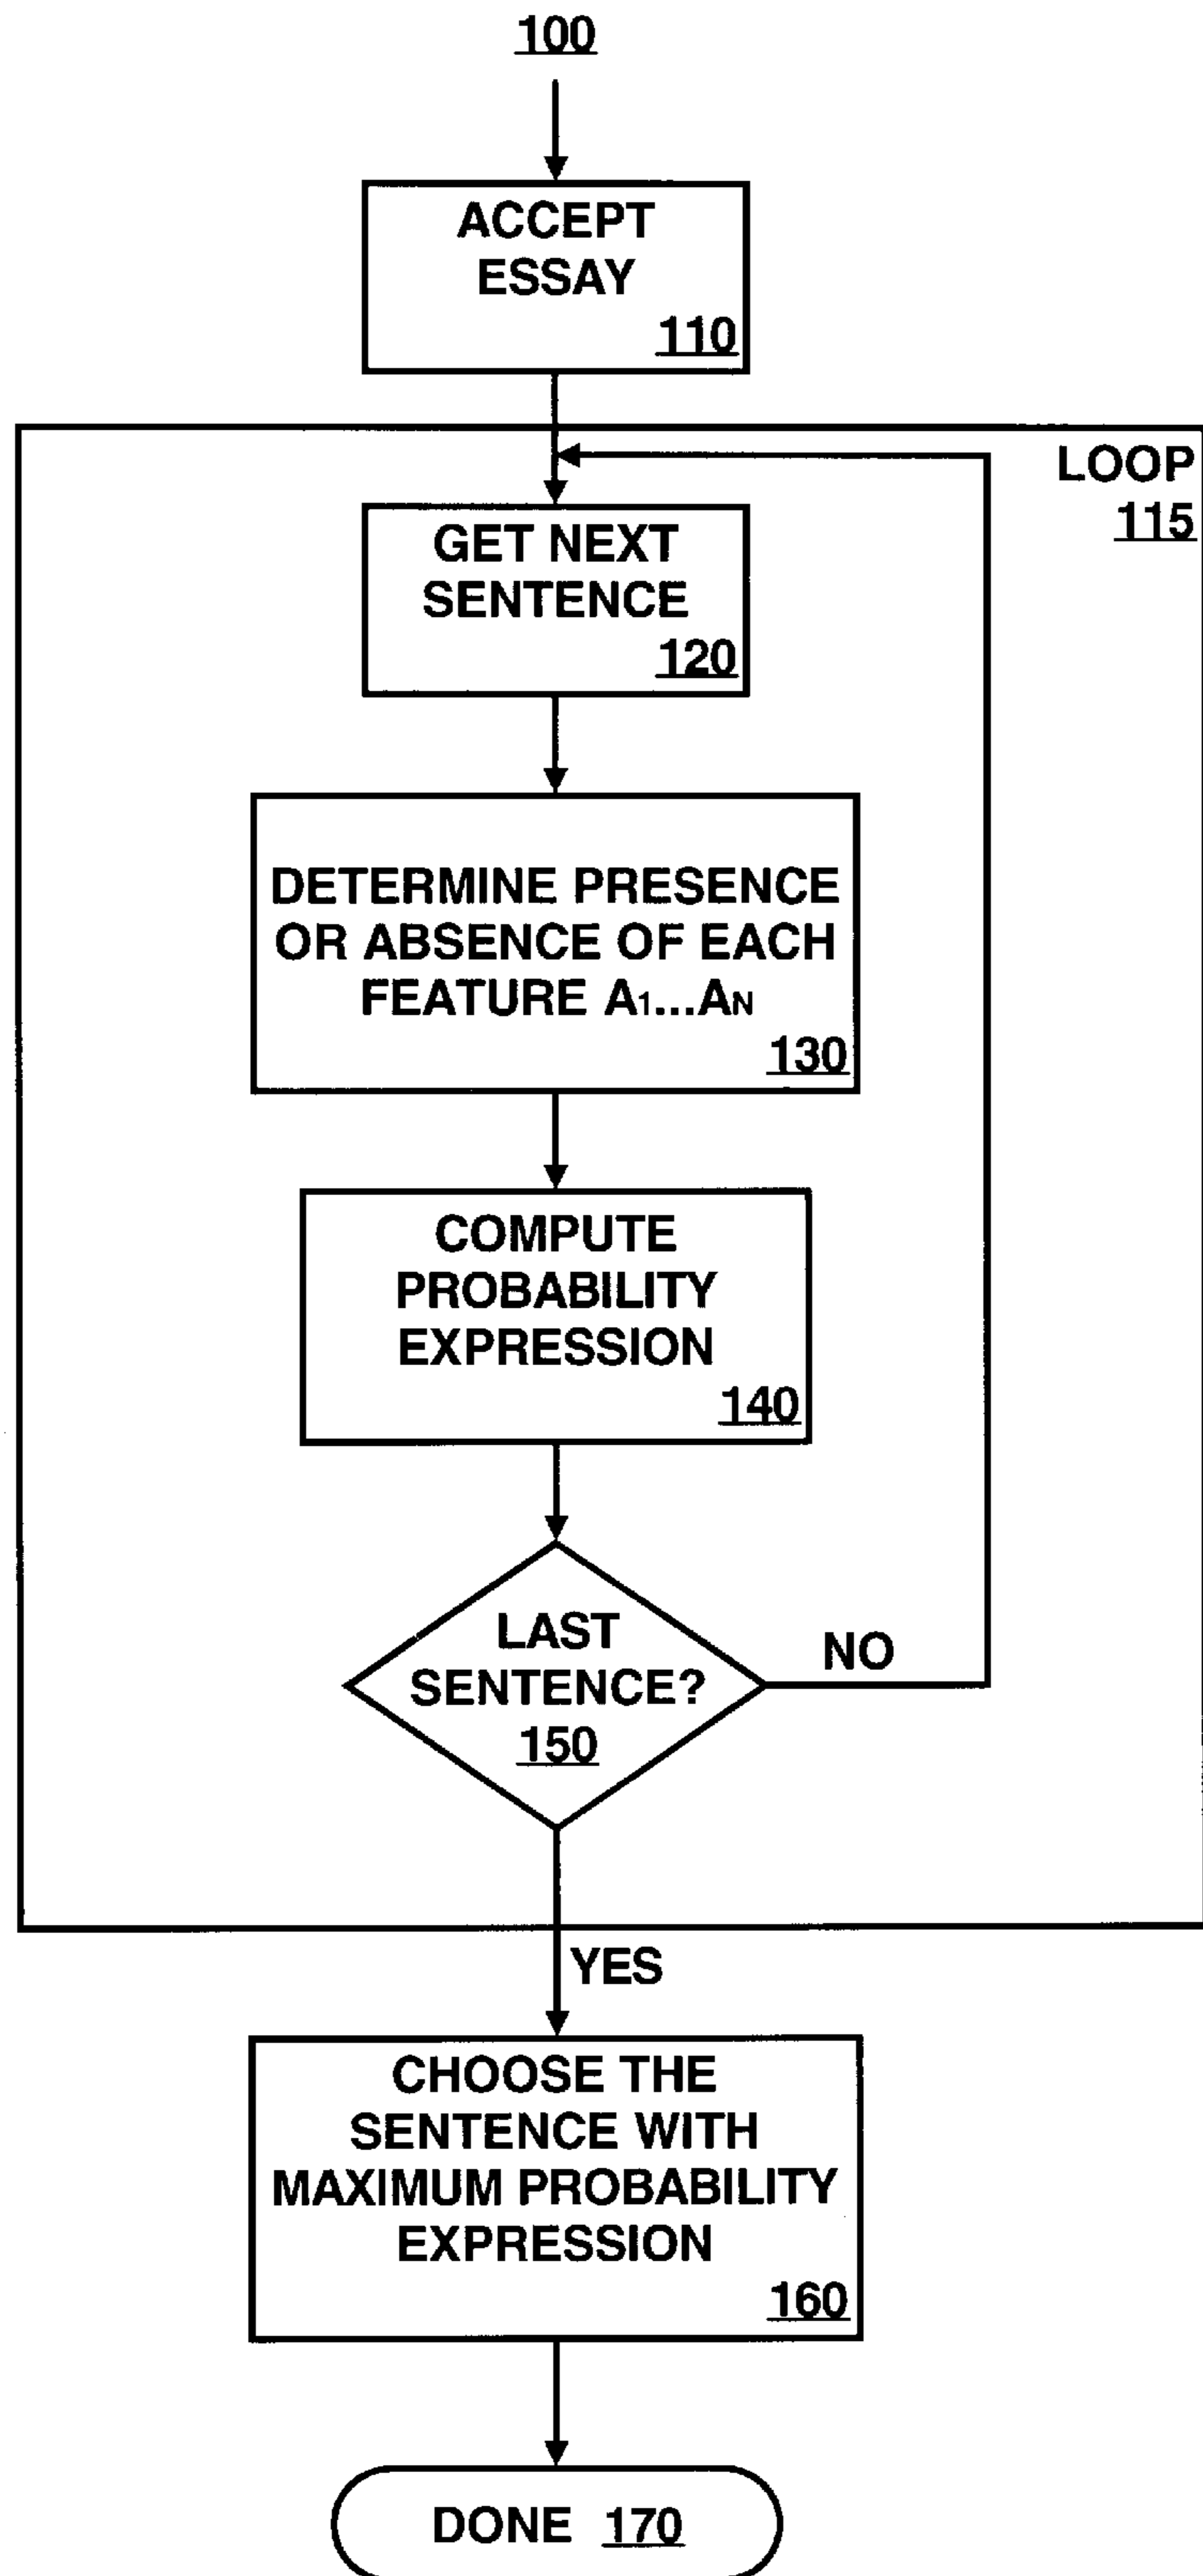 100
ACCEPT
ESSAY
110
LOOP
115
GET NEXT
SENTENCE
120
DETERMINE PRESENCE
OR ABSENCE OF EACH
FEATURE A1...AN
130
COMPUTE
PROBABILITY
EXPRESSION
140
LAST
SENTENCE?
150
NO
YES
CHOOSE THE
SENTENCE WITH
MAXIMUM PROBABILITY
EXPRESSION
160
DONE 170